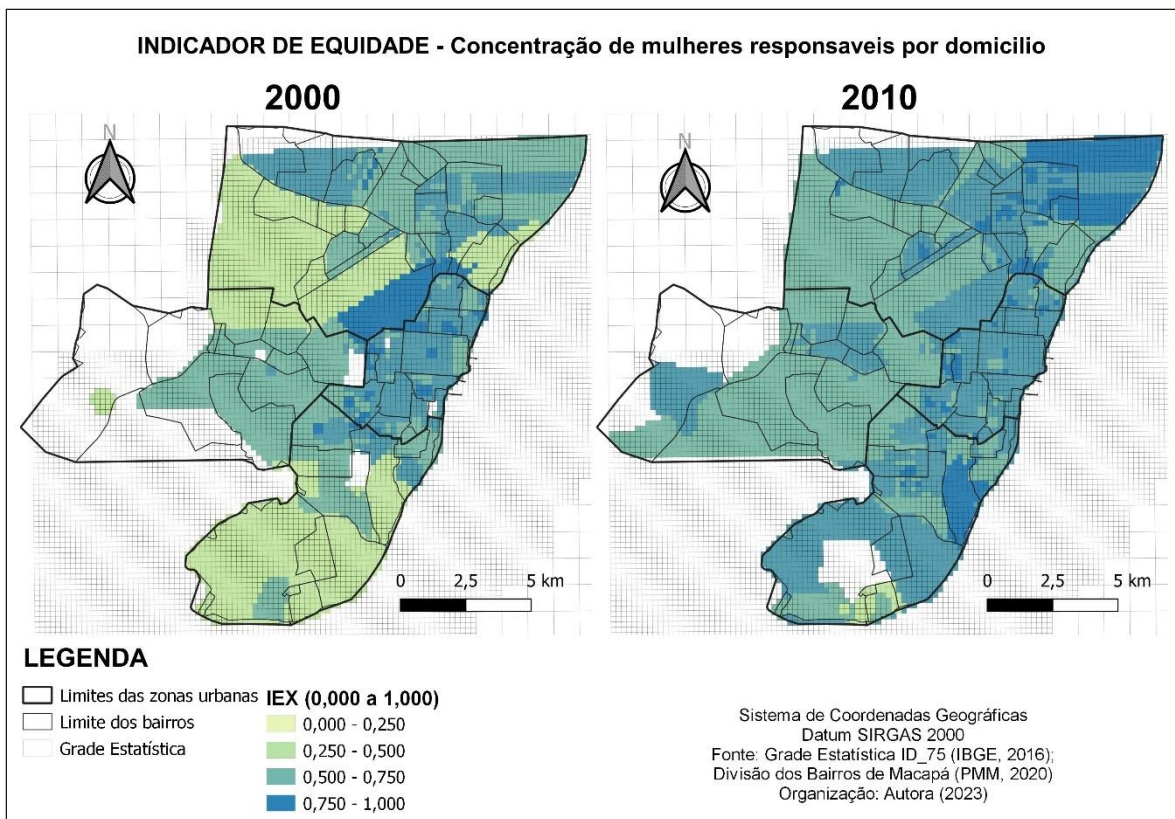 INDICADOR DE EQUIDADE - Concentração de mulheres responsaveis por domicilio
2000
2010
N
N
0 2,5 5 km
0 2,5 5 km
LEGENDA
Limites das zonas urbanas
Limite dos bairros
Grade Estatística
IEX (0,000 a 1,000)
0,000 - 0,250
0,250 - 0,500
0,500 - 0,750
0,750 - 1,000
Sistema de Coordenadas Geográficas
Datum SIRGAS 2000
Fonte: Grade Estatística ID_75 (IBGE, 2016);
Divisão dos Bairros de Macapá (PMM, 2020)
Organização: Autora (2023)